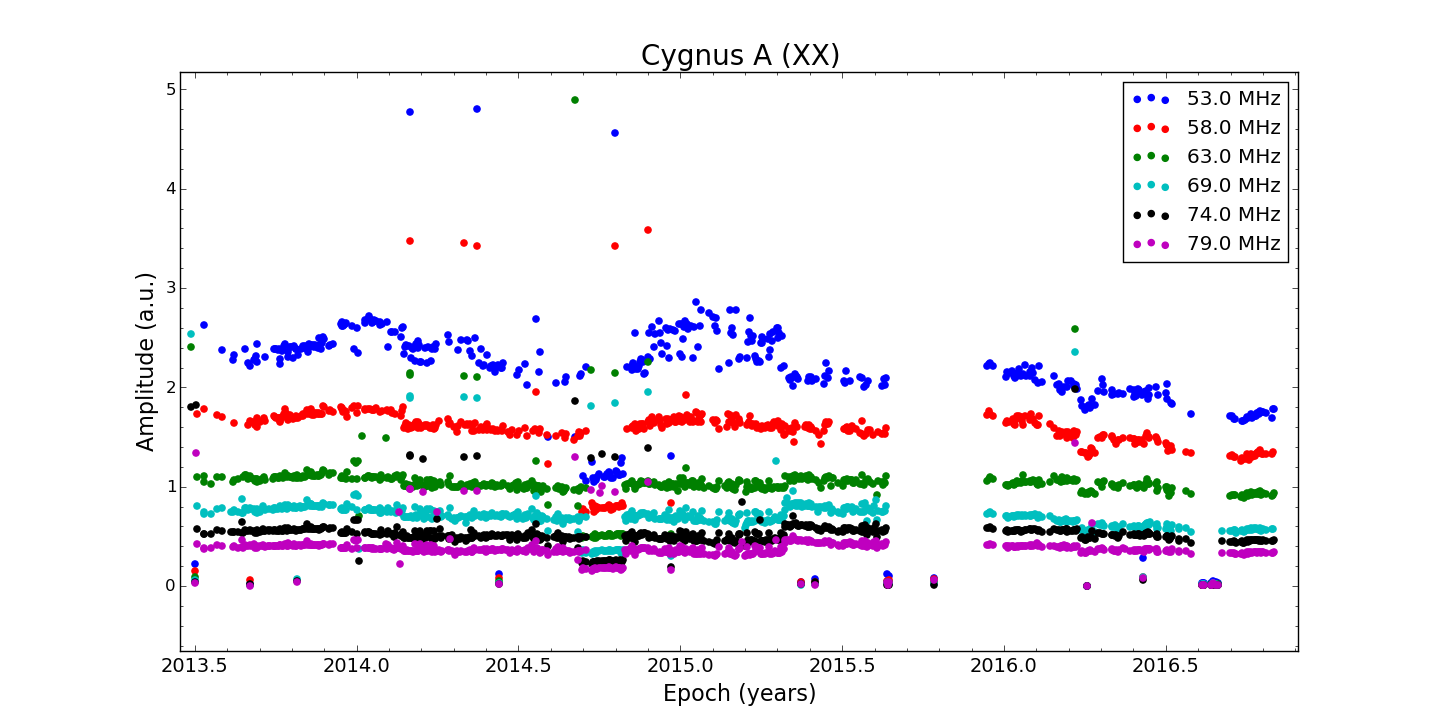 Cygnus A (XX)
5
4
3
2
1
0
Amplitude (a.u.)
53.0 MHz
58.0 MHz
63.0 MHz
69.0 MHz
74.0 MHz
79.0 MHz
2013.5 2014.0 2014.5 2015.0 2015.5 2016.0 2016.5
Epoch (years)